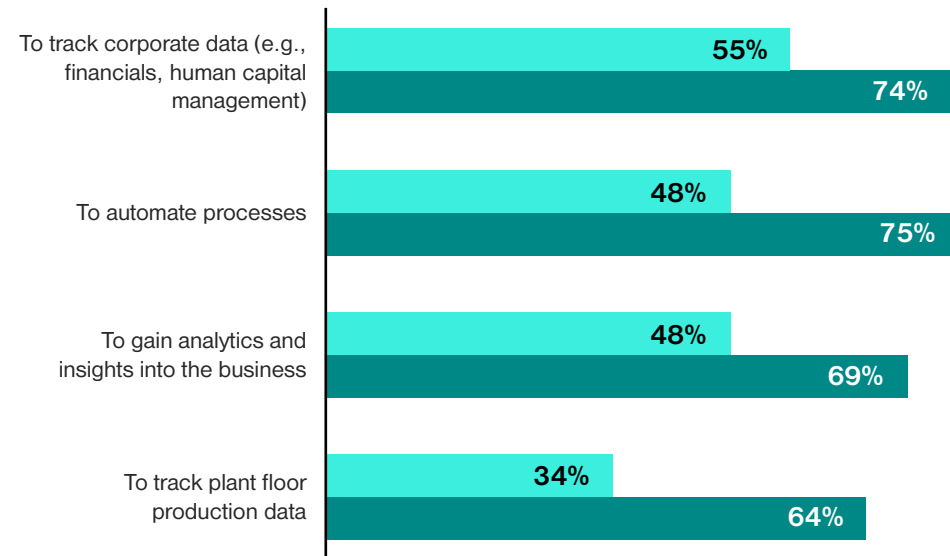 To track corporate data (e.g.,
financials, human capital
management)
55%
74%
To automate processes
48%
75%
To gain analytics and
insights into the business
48%
69%
To track plant floor
production data
34%
64%